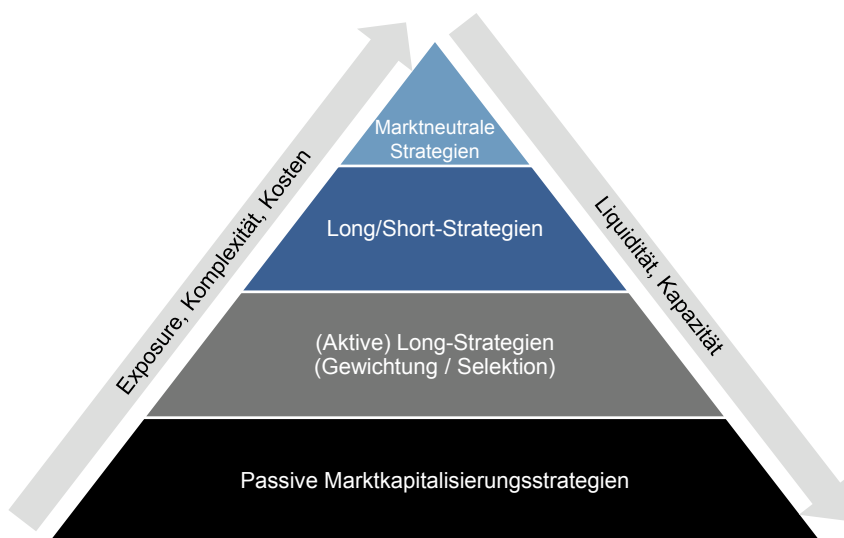 Marktneutrale
Strategien
Exposure, Komplexität, Kosten
Long/Short-Strategien
Liquidität, Kapazität
(Aktive) Long-Strategien
(Gewichtung / Selektion)
Passive Marktkapitalisierungsstrategien